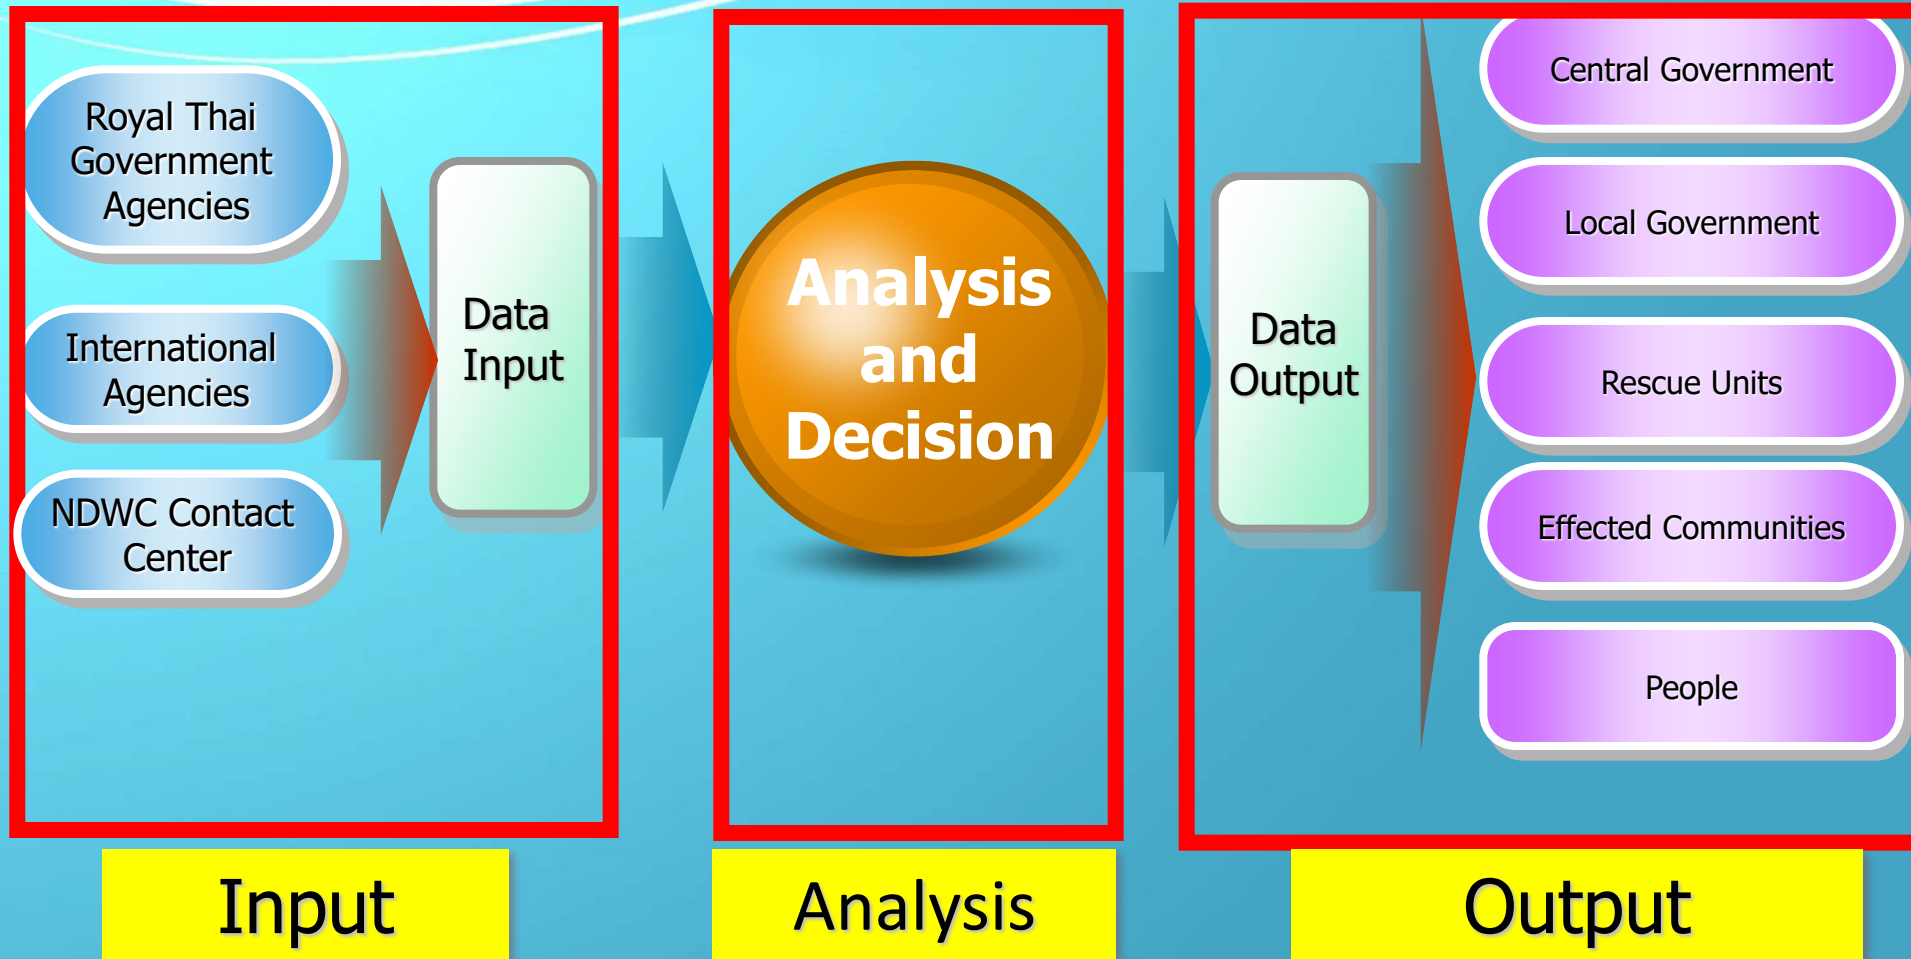 Royal Thai
Government
Agencies
International
Agencies
NDWC Contact
Center
Data
Input
Analysis
and
Decision
Data
Output
Central Government
Local Government
Rescue Units
Effected Communities
People
Input
Analysis
Output